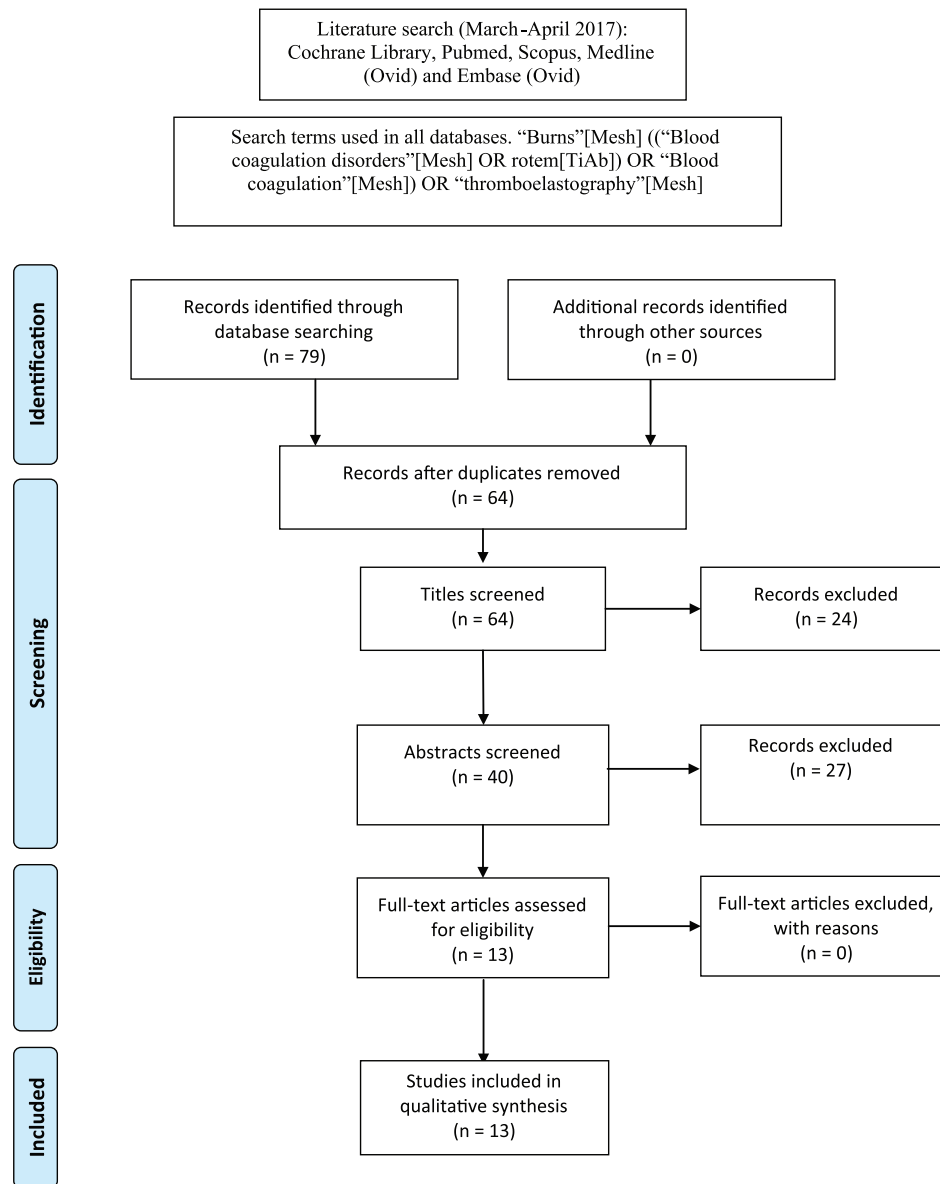 Literature search (March-April 2017):
Cochrane Library, Pubmed, Scopus, Medline
(Ovid) and Embase (Ovid)
Search terms used in all databases. “Burns”[Mesh] ((“Blood
coagulation disorders”[Mesh] OR rotem[TiAb]) OR “Blood
coagulation”[Mesh]) OR “thromboelastography”[Mesh]
Identification
Records identified through
database searching
(n = 79)
Additional records identified
through other sources
(n = 0)
Records after duplicates removed
(n = 64)
Screening
Titles screened
(n = 64)
Records excluded
(n = 24)
Abstracts screened
(n = 40)
Records excluded
(n = 27)
Eligibility
Full-text articles assessed
for eligibility
(n = 13)
Full-text articles excluded,
with reasons
(n = 0)
Included
Studies included in
qualitative synthesis
(n = 13)